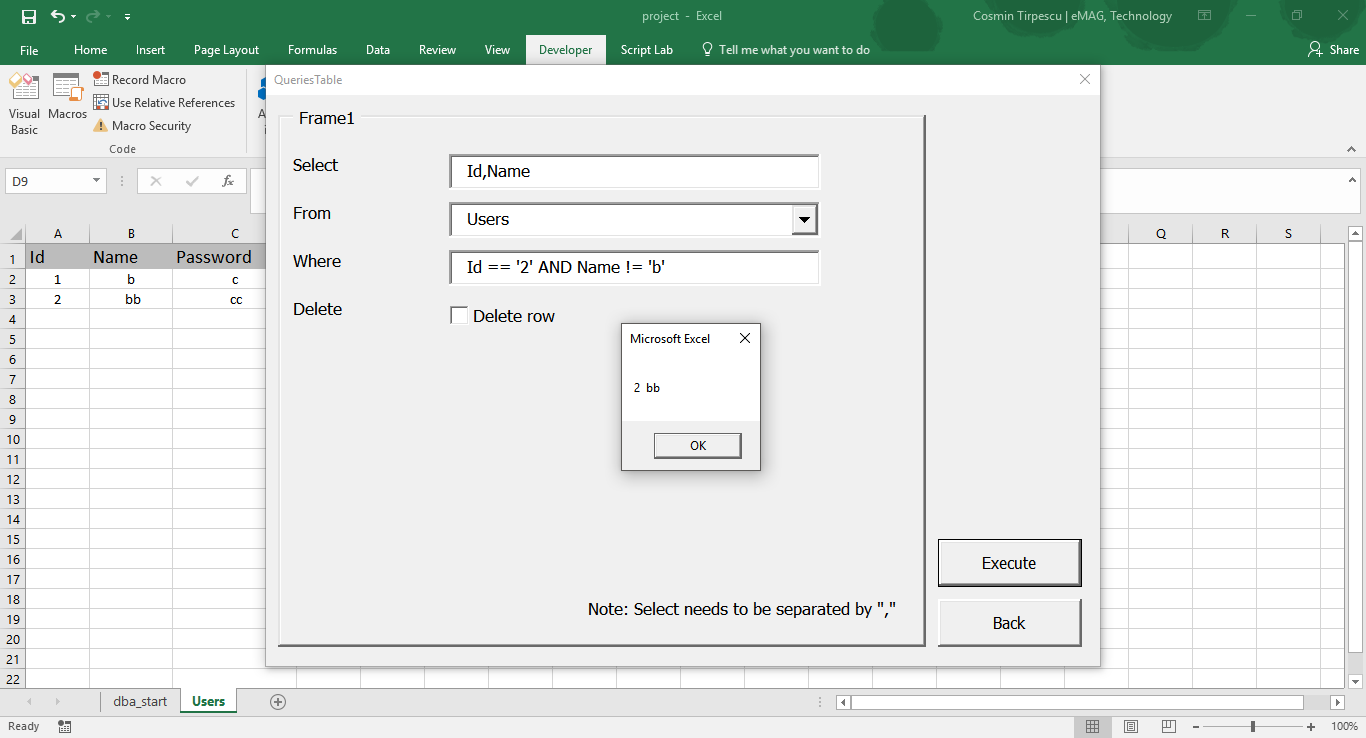 project - Excel
Cosmin Tirpescu | eMAG, Technology
File Home Insert Page Layout Formulas Data Review View Developer Script Lab Tell me what you want to do Share
Visual Basic
Macros
Record Macro
Use Relative References
Macro Security
Code
A
QueriesTable
D9
fx
Frame1
Select Id,Name
From Users
Where Id == '2' AND Name != 'b'
Delete Delete row
Microsoft Excel
2 bb
OK
Execute
Note: Select needs to be separated by ","
Back
A B C Q R S
1 Id Name Password
2 1 b c
3 2 bb cc
4
5
6
7
8
9
10
11
12
13
14
15
16
17
18
19
20
21
22
dba_start Users
Ready 100%